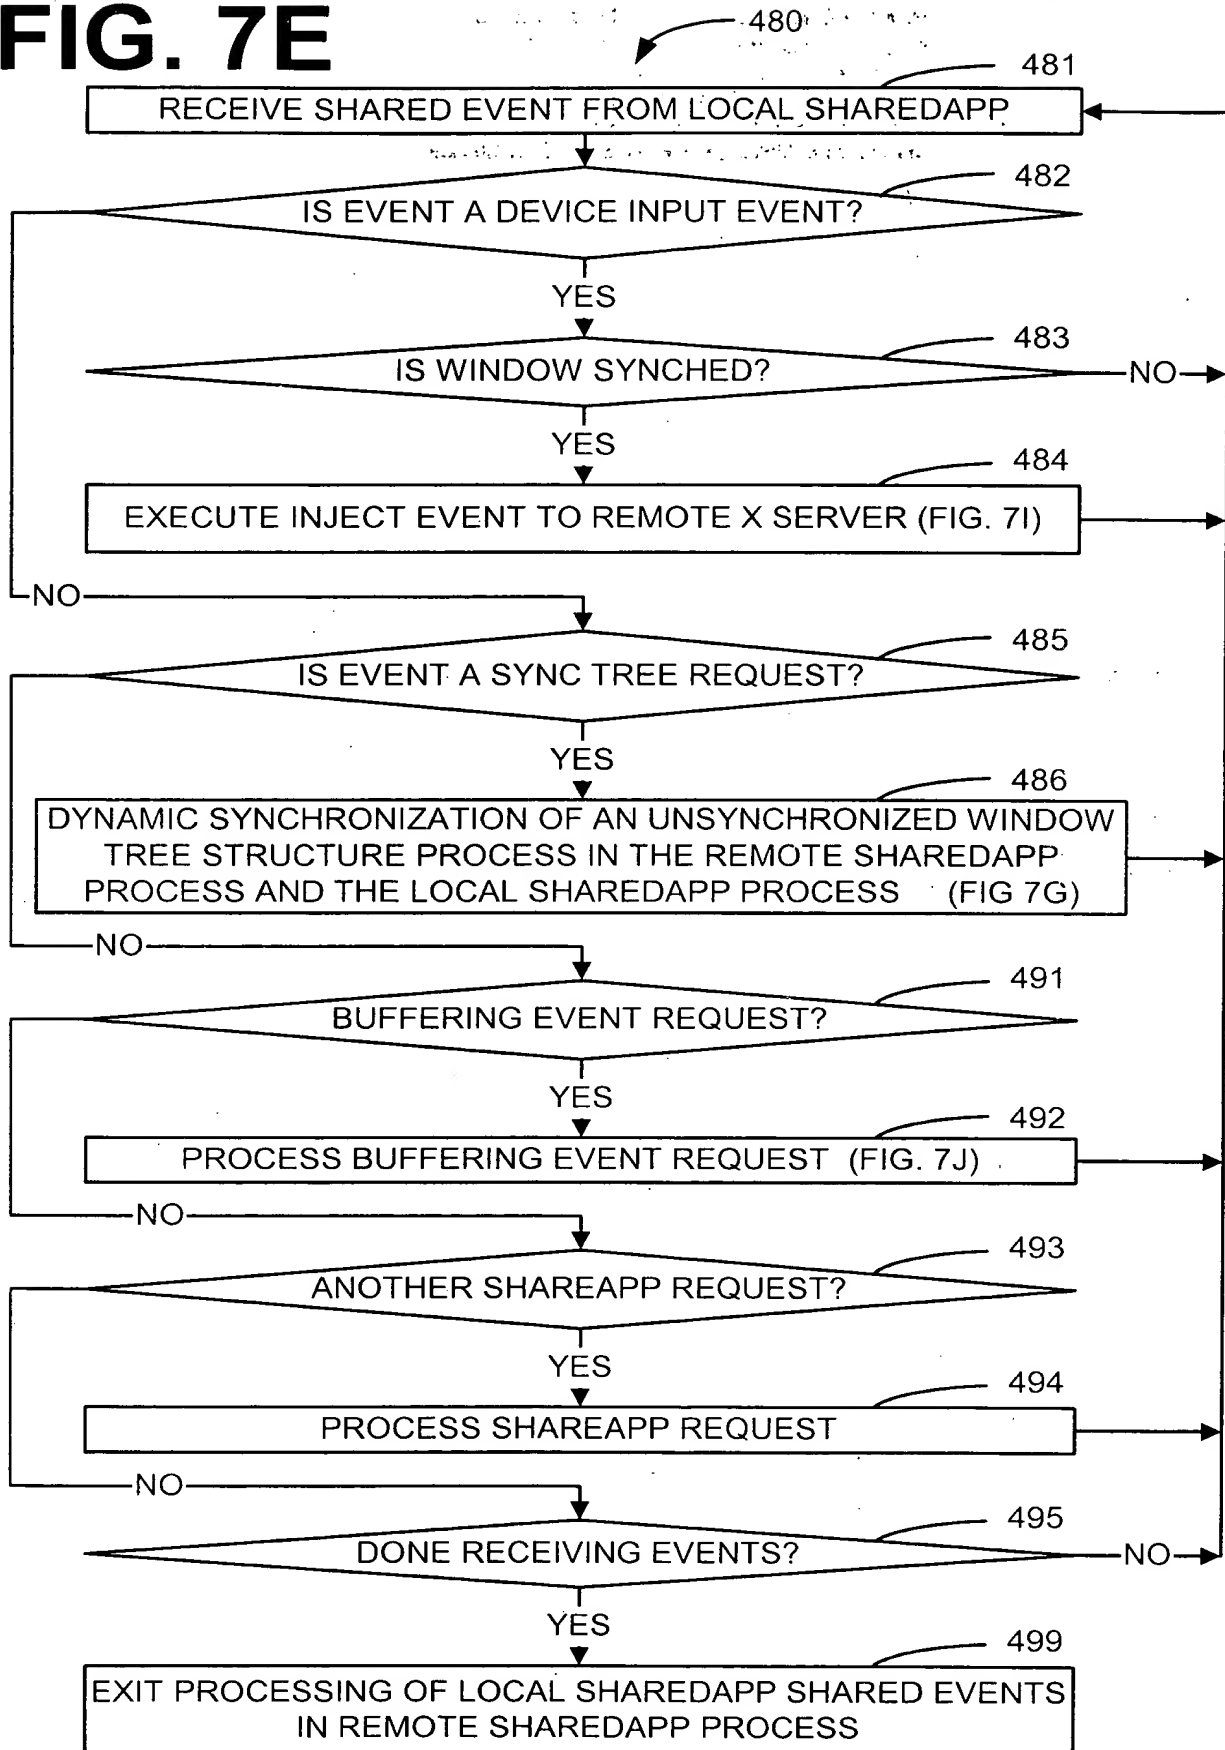 FIG. 7E
480
481
RECEIVE SHARED EVENT FROM LOCAL SHAREDAPP
482
IS EVENT A DEVICE INPUT EVENT?
YES
483
IS WINDOW SYNCHED?
NO
YES
484
EXECUTE INJECT EVENT TO REMOTE X SERVER (FIG. 7I)
NO
485
IS EVENT A SYNC TREE REQUEST?
YES
486
DYNAMIC SYNCHRONIZATION OF AN UNSYNCHRONIZED WINDOW
TREE STRUCTURE PROCESS IN THE REMOTE SHAREDAPP
PROCESS AND THE LOCAL SHAREDAPP PROCESS (FIG 7G)
NO
491
BUFFERING EVENT REQUEST?
YES
492
PROCESS BUFFERING EVENT REQUEST (FIG. 7J)
NO
493
ANOTHER SHAREAPP REQUEST?
YES
494
PROCESS SHAREAPP REQUEST
NO
495
DONE RECEIVING EVENTS?
NO
YES
499
EXIT PROCESSING OF LOCAL SHAREDAPP SHARED EVENTS
IN REMOTE SHAREDAPP PROCESS